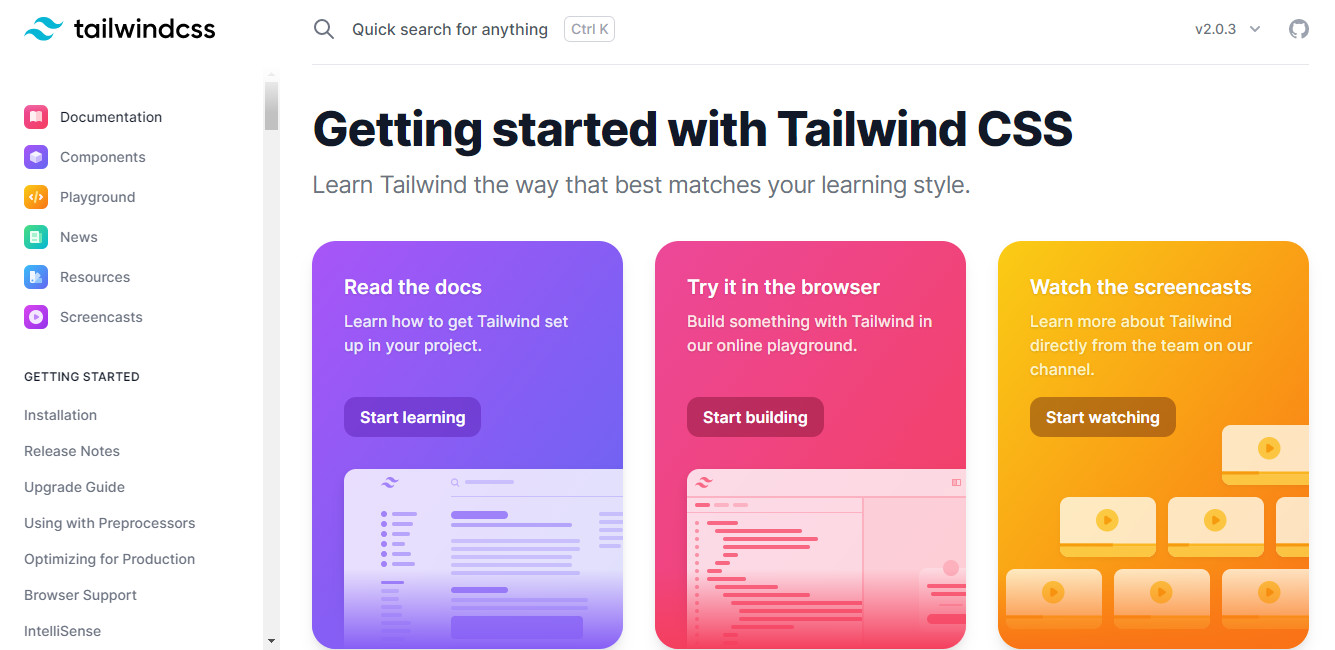 tailwindcss
Quick search for anything Ctrl K
v2.0.3
Documentation
Components
Playground
News
Resources
Screencasts
GETTING STARTED
Installation
Release Notes
Upgrade Guide
Using with Preprocessors
Optimizing for Production
Browser Support
IntelliSense
Getting started with Tailwind CSS
Learn Tailwind the way that best matches your learning style.
Read the docs
Learn how to get Tailwind set
up in your project.
Start learning
Try it in the browser
Build something with Tailwind in
our online playground.
Start building
Watch the screencasts
Learn more about Tailwind
directly from the team on our
channel.
Start watching